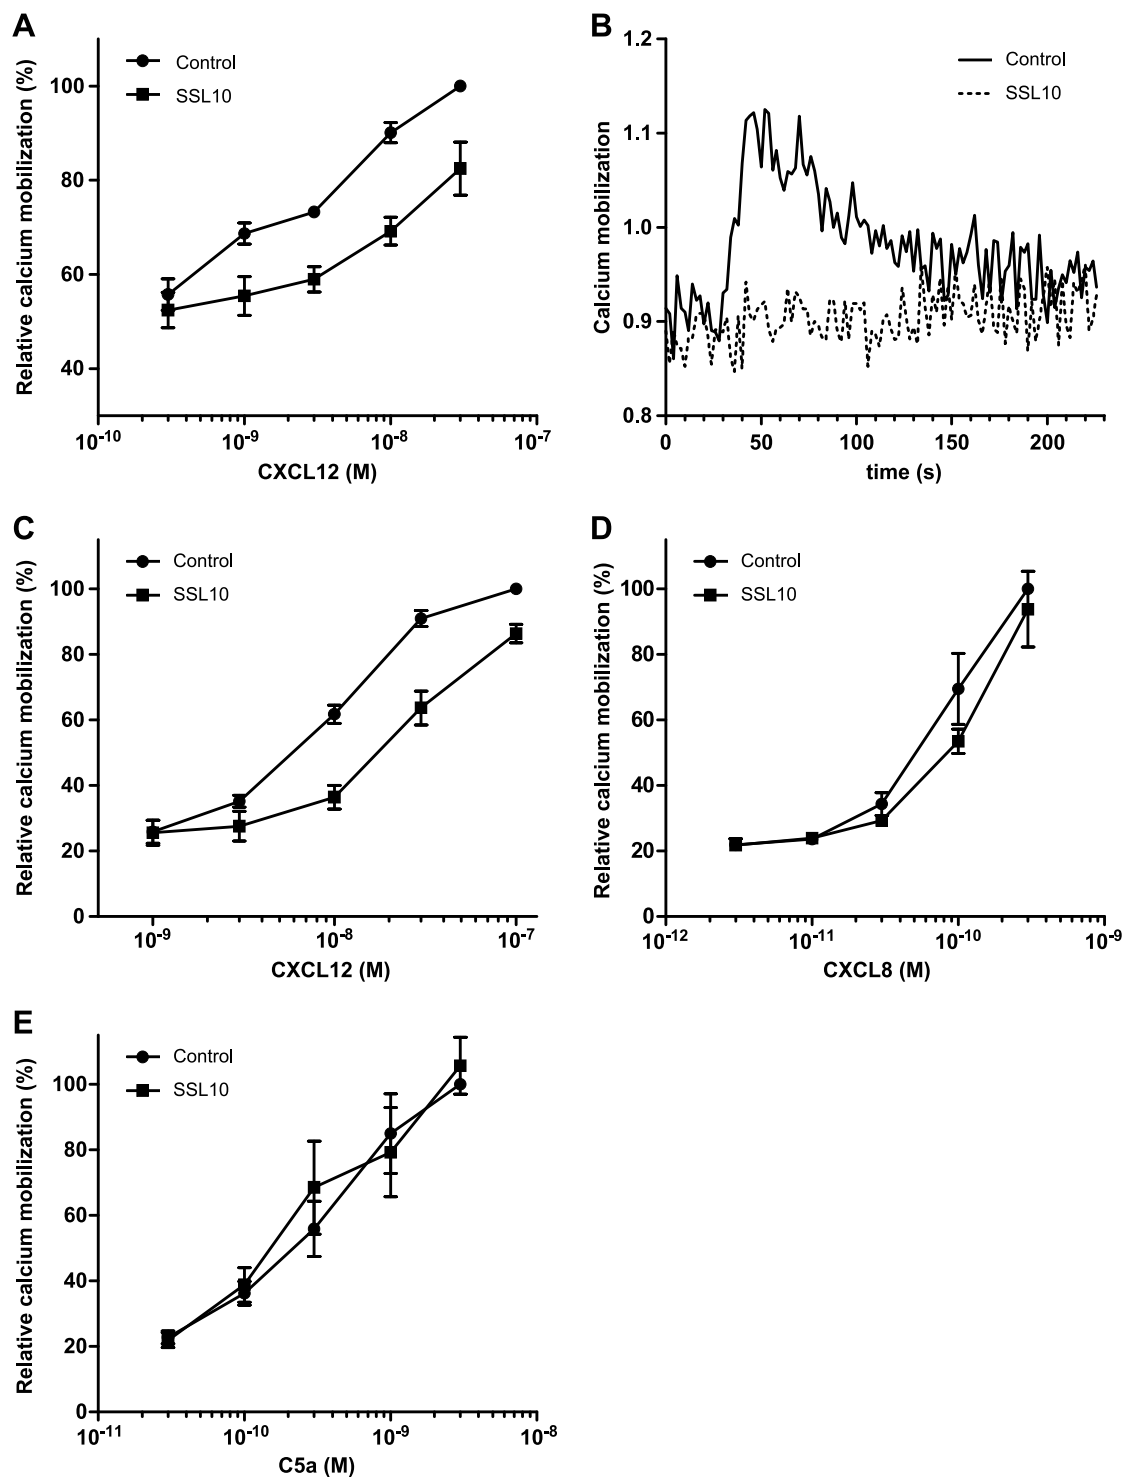 A
Relative calcium mobilization (%)
Control
SSL10
100
80
60
40
10-10 10-9 10-8 10-7
CXCL12 (M)
B
Calcium mobilization
Control
SSL10
1.2
1.1
1.0
0.9
0.8
0 50 100 150 200
time (s)
C
Relative calcium mobilization (%)
Control
SSL10
100
80
60
40
20
0
10-9 10-8 10-7
CXCL12 (M)
D
Relative calcium mobilization (%)
Control
SSL10
100
80
60
40
20
0
10-12 10-11 10-10 10-9
CXCL8 (M)
E
Relative calcium mobilization (%)
Control
SSL10
100
80
60
40
20
0
10-11 10-10 10-9 10-8
C5a (M)